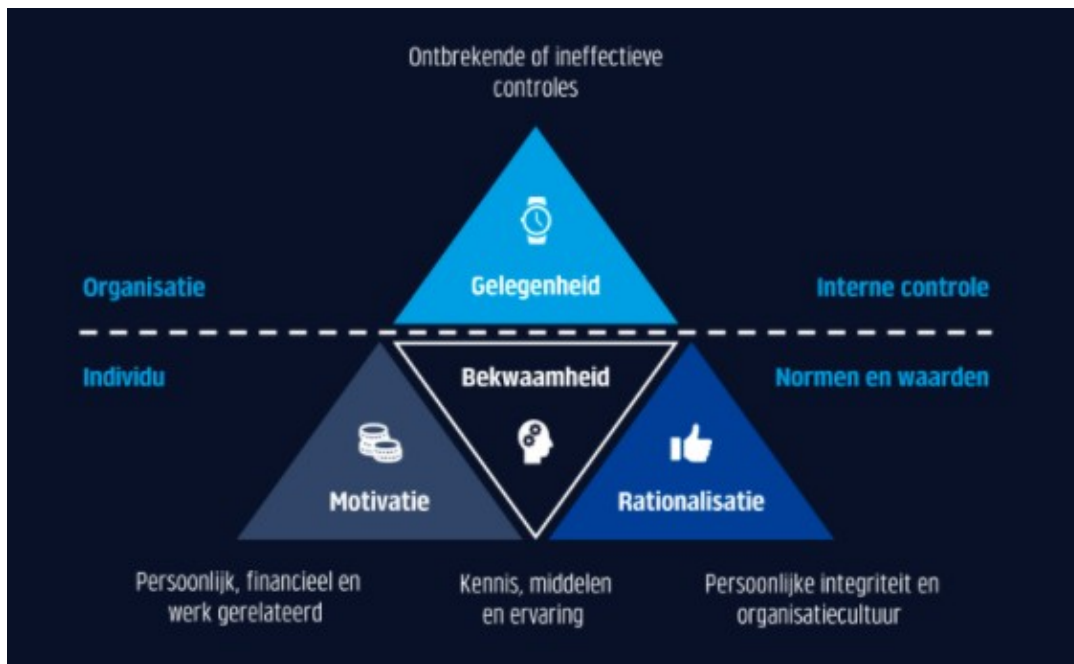 Ontbrekende of ineffectieve
controles
Gelegenheid
Organisatie
Interne controle
Individu
Bekwaamheid
Normen en waarden
Motivatie
Rationalisatie
Persoonlijk, financieel en
werk gerelateerd
Kennis, middelen
en ervaring
Persoonlijke integriteit en
organisatiecultuur